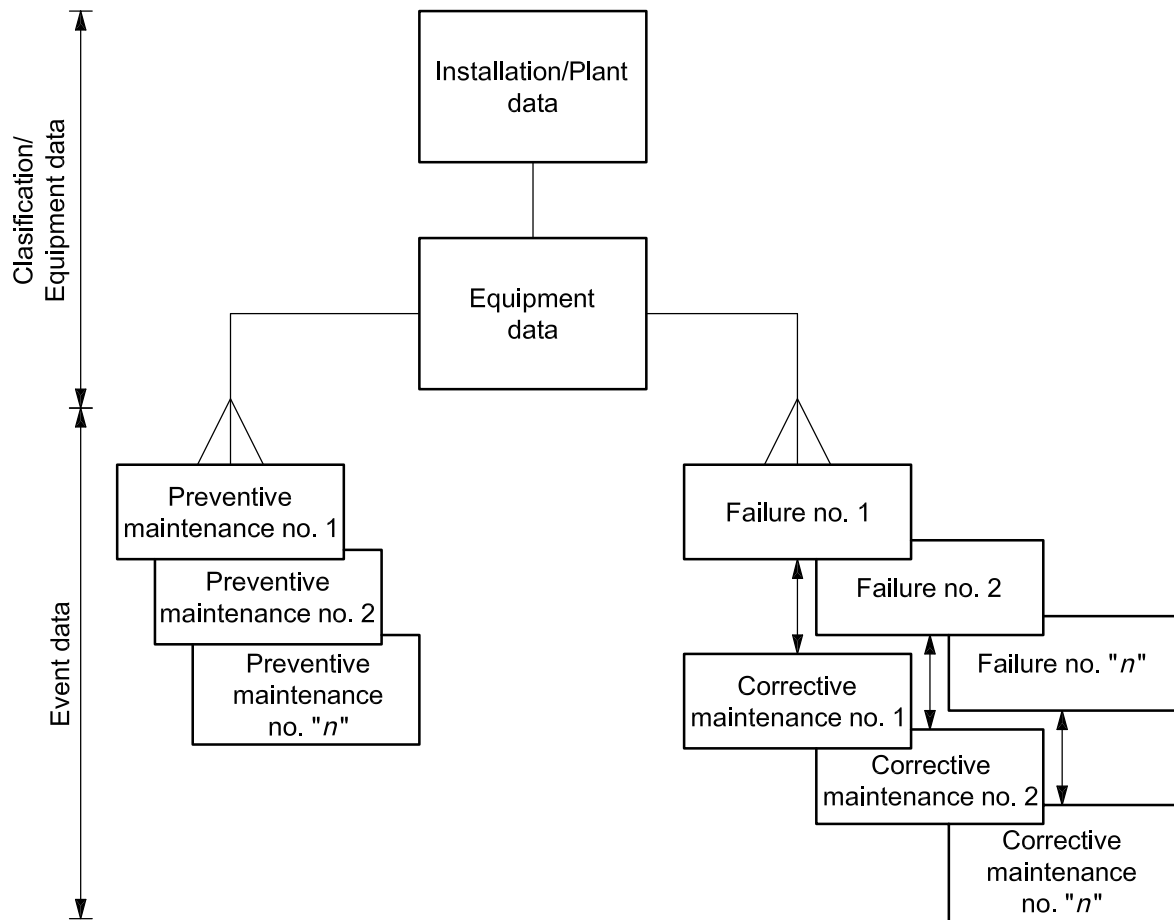 Installation/Plant
data
Clasification/
Equipment data
Equipment
data
Event data
Preventive
maintenance no. 1
Preventive
maintenance no. 2
Preventive
maintenance
no. "n"
Failure no. 1
Failure no. 2
Failure no. "n"
Corrective
maintenance no. 1
Corrective
maintenance no. 2
Corrective
maintenance
no. "n"